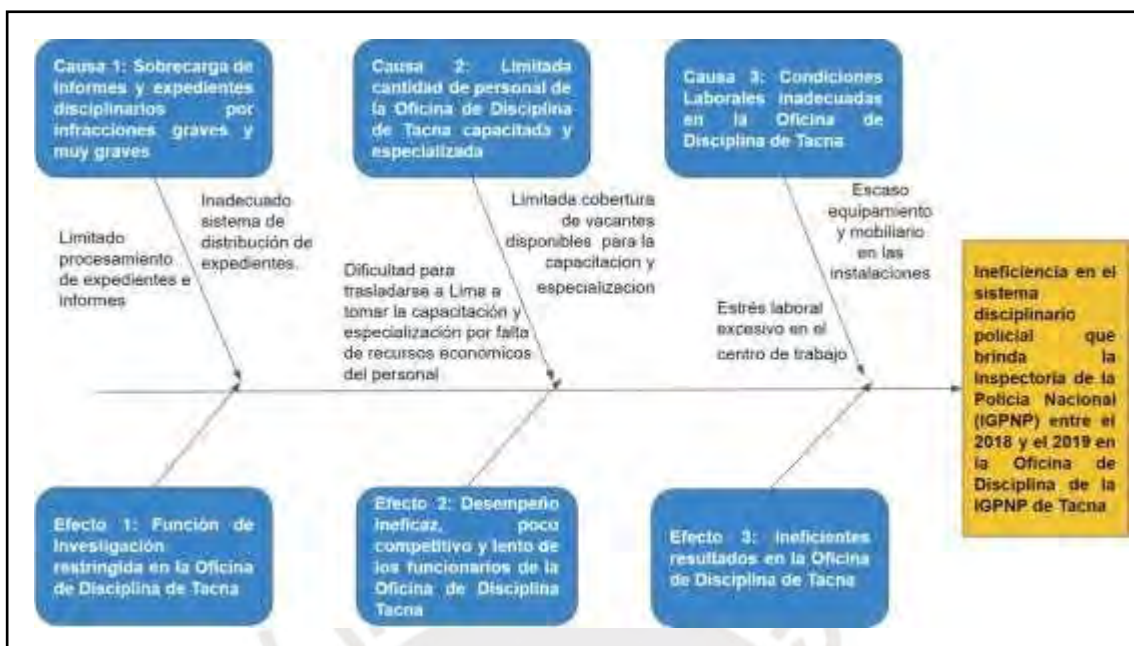 Causa 1: Sobrecarga de
informes y expedientes
disciplinarios por
infracciones graves y
muy graves
Causa 2: Limitada
cantidad de personal de
la Oficina de Disciplina
de Tacna capacitada y
especializada
Causa 3: Condiciones
Laborales inadecuadas
en la Oficina de
Disciplina de Tacna
Limitado
procesamiento
de expedientes e
informes
Inadecuado
sistema de
distribución de
expedientes.
Dificultad para
trasladarse a Lima a
tomar la capacitación y
especialización por falta
de recursos económicos
del personal
Limitada cobertura
de vacantes
disponibles para la
capacitacion y
especializacion
Estrés laboral
excesivo en el
centro de trabajo
Escaso
equipamiento
y mobiliario
en las
instalaciones
Ineficiencia en el
sistema
disciplinario
policial que
brinda la
Inspectoria de la
Policia Nacional
(IGPNP) entre el
2018 y el 2019 en
la Oficina de
Disciplina de la
IGPNP de Tacna
Efecto 1: Función de
Investigación
restringida en la Oficina
de Disciplina de Tacna
Efecto 2: Desempeño
ineficaz, poco
competitivo y lento de
los funcionarios de la
Oficina de Disciplina
Tacna
Efecto 3: Ineficientes
resultados en la Oficina
de Disciplina de Tacna